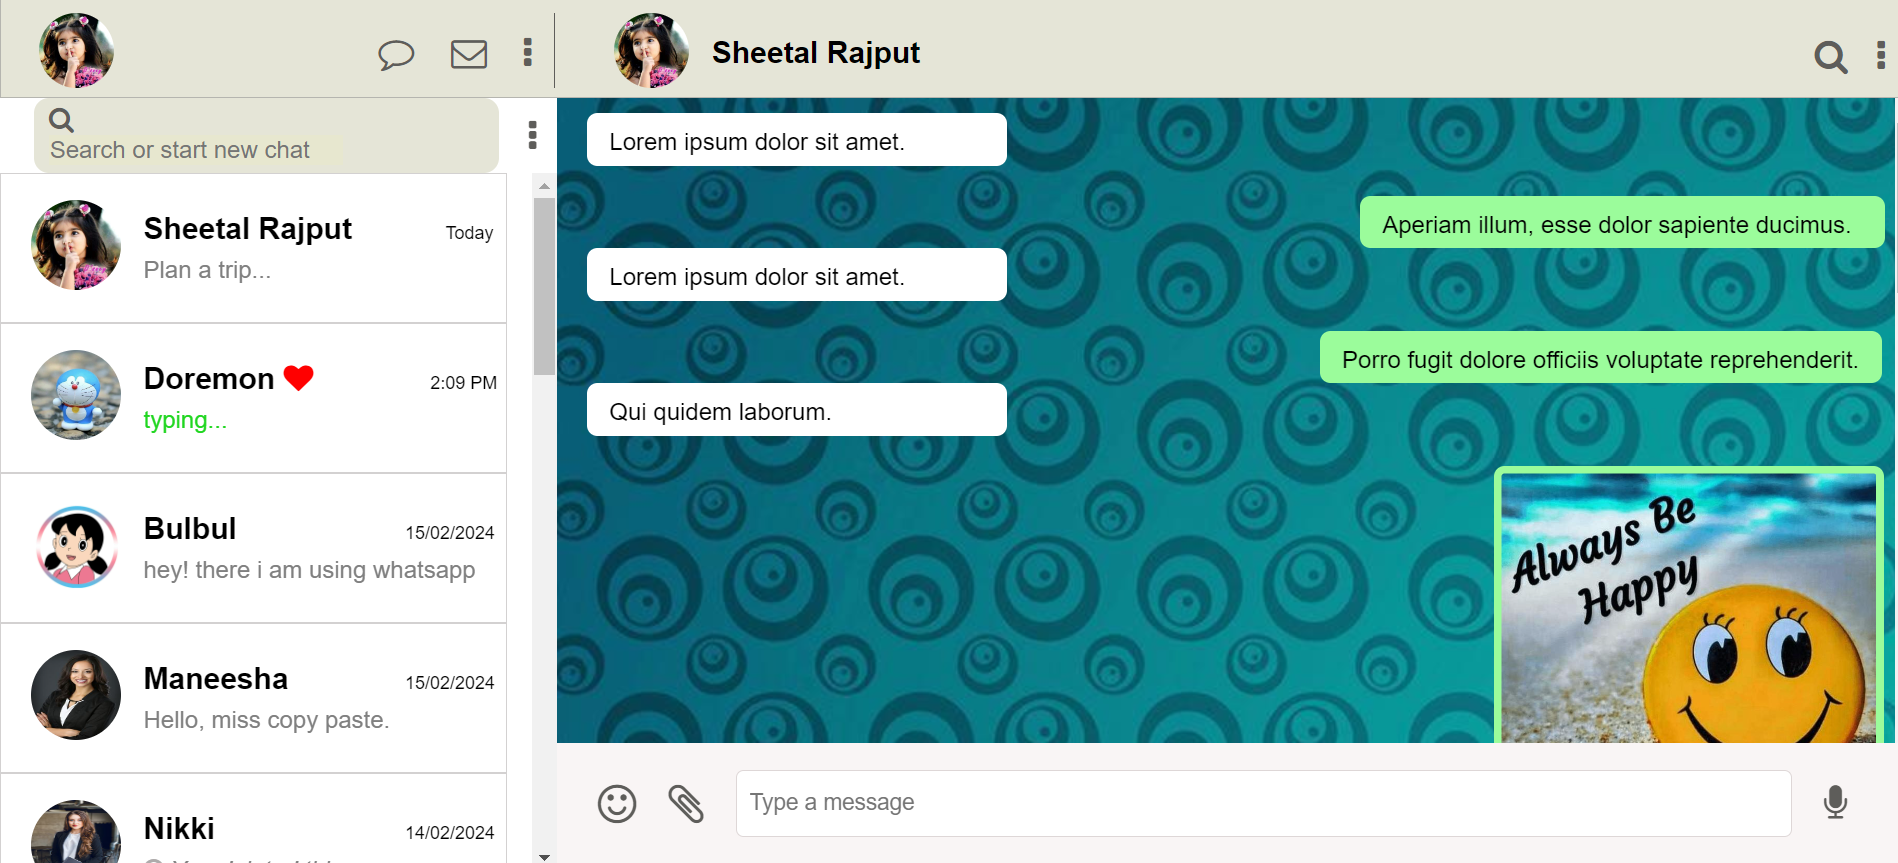 Sheetal Rajput
Search or start new chat
Sheetal Rajput
Today
Plan a trip...
Doremon
2:09 PM
typing...
Bulbul
15/02/2024
hey! there i am using whatsapp
Maneesha
15/02/2024
Hello, miss copy paste.
Nikki
14/02/2024
Lorem ipsum dolor sit amet.
Aperiam illum, esse dolor sapiente ducimus.
Lorem ipsum dolor sit amet.
Porro fugit dolore officiis voluptate reprehenderit.
Qui quidem laborum.
Always Be
Happy
Type a message